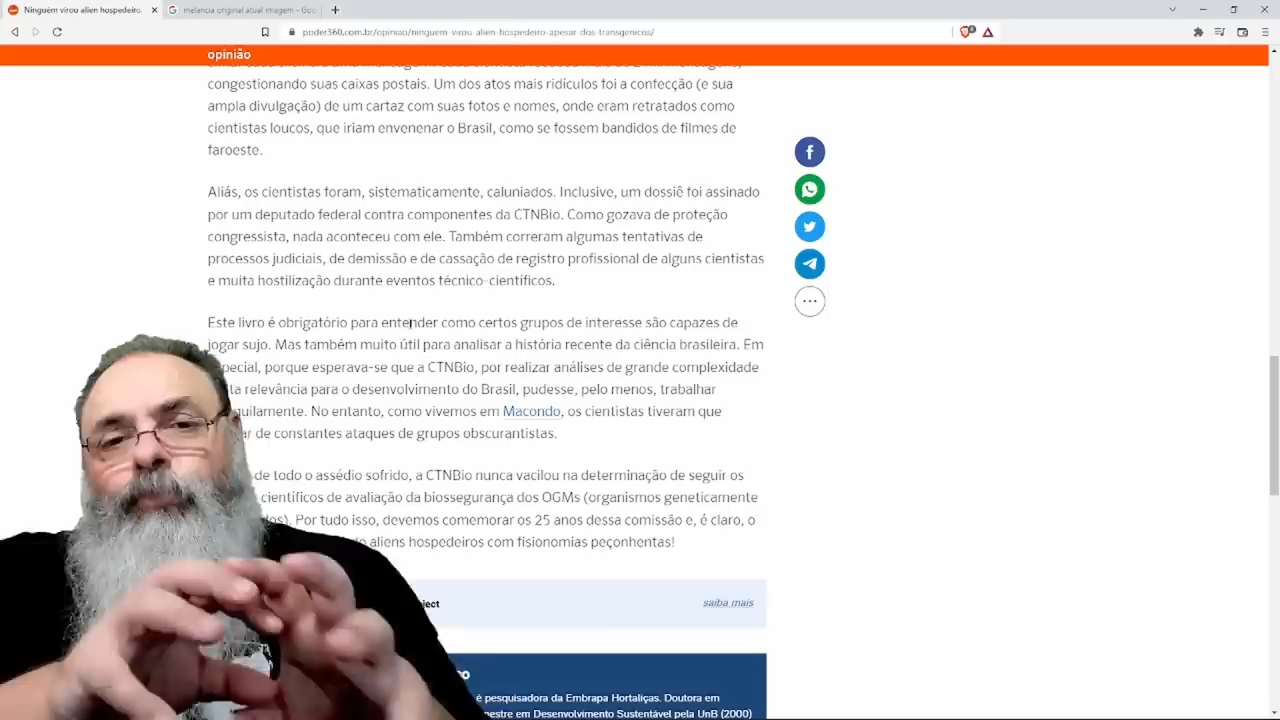 Ninguém virou alien hospedeiro,
melancia original atual imagem - Goo
poder360.com.br/opiniao/ninguem-virou-alien-hospedeiro-apesar-dos-transgenicos/
opinião
congestionando suas caixas postais. Um dos atos mais ridículos foi a confecção (e sua
ampla divulgação) de um cartaz com suas fotos e nomes, onde eram retratados como
cientistas loucos, que iriam envenenar o Brasil, como se fossem bandidos de filmes de
faroeste.
Aliás, os cientistas foram, sistematicamente, caluniados. Inclusive, um dossiê foi assinado
por um deputado federal contra componentes da CTNBio. Como gozava de proteção
congressista, nada aconteceu com ele. Também correram algumas tentativas de
processos judiciais, de demissão e de cassação de registro profissional de alguns cientistas
e muita hostilização durante eventos técnico-científicos.
Este livro é obrigatório para entender como certos grupos de interesse são capazes de
jogar sujo. Mas também muito útil para analisar a história recente da ciência brasileira. Em
pecial, porque esperava-se que a CTNBio, por realizar análises de grande complexidade
ta relevância para o desenvolvimento do Brasil, pudesse, pelo menos, trabalhar
quilamente. No entanto, como vivemos em Macondo, os cientistas tiveram que
ar de constantes ataques de grupos obscurantistas.
de todo o assédio sofrido, a CTNBio nunca vacilou na determinação de seguir os
científicos de avaliação da biossegurança dos OGMs (organismos geneticamente
dos). Por tudo isso, devemos comemorar os 25 anos dessa comissão e, é claro, o
aliens hospedeiros com fisionomias peçonhentas!
ject
saiba mais
é pesquisadora da Embrapa Hortaliças. Doutora em
estre em Desenvolvimento Sustentável pela UnB (2000)